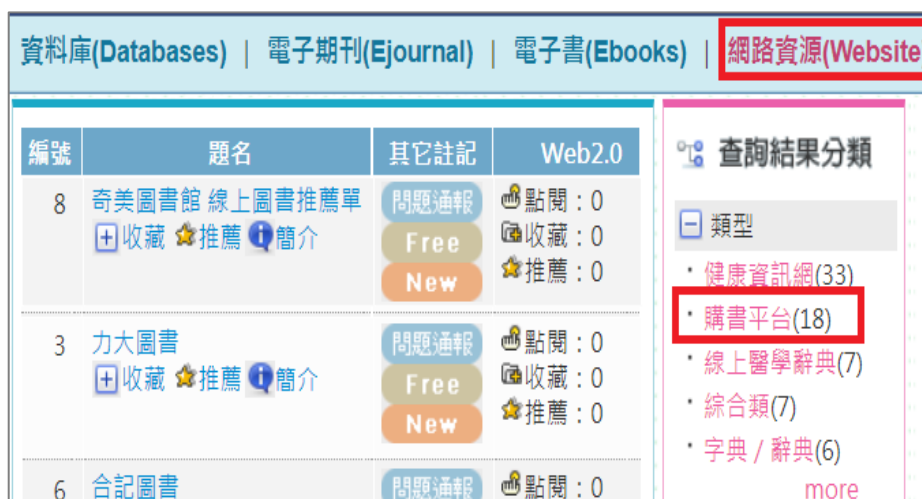 資料庫(Databases) | 電子期刊(Ejournal) | 電子書(Ebooks) | 網路資源(Website
編號 題名 其它註記 Web2.0
8 奇美圖書館 線上圖書推薦單 問題通報 點閱：0
收藏 推薦 簡介 Free 收藏：0
New 推薦：0
3 力大圖書 問題通報 點閱：0
收藏 推薦 簡介 Free 收藏：0
New 推薦：0
6 合記圖書 問題通報 點閱：0
查詢結果分類
類型
健康資訊網(33)
購書平台(18)
線上醫學辭典(7)
綜合類(7)
字典 / 辭典(6)
more